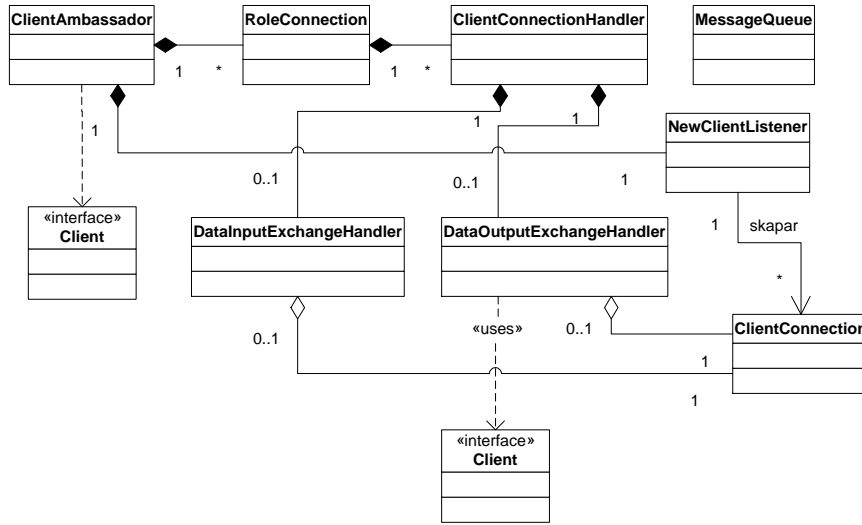 ClientAmbassador
RoleConnection
ClientConnectionHandler
MessageQueue
1
*
1
*
1
1
1
NewClientListener
0..1
0..1
1
«interface»
Client
DataInputExchangeHandler
DataOutputExchangeHandler
1
skapar
*
0..1
«uses»
0..1
ClientConnection
1
1
«interface»
Client